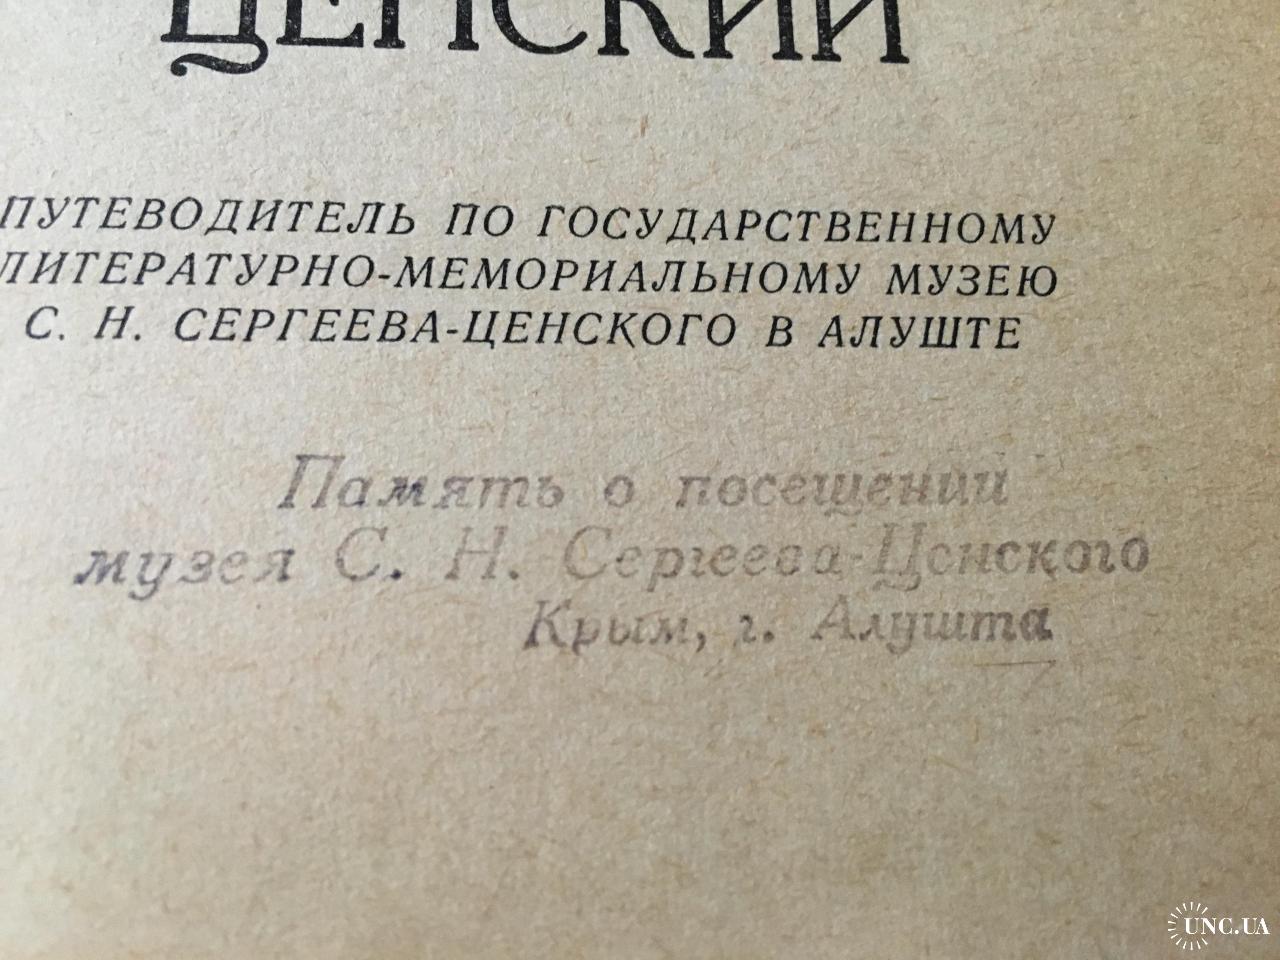 ЦЕНСКИЙ
ПУТЕВОДИТЕЛЬ ПО ГОСУДАРСТВЕННОМУ
ЛИТЕРАТУРНО-МЕМОРИАЛЬНОМУ МУЗЕЮ
С. Н. СЕРГЕЕВА-ЦЕНСКОГО В АЛУШТЕ
Память о посещении
музея С. Н. Сергеева-Ценского
Крым, г. Алушта
UNC.UA